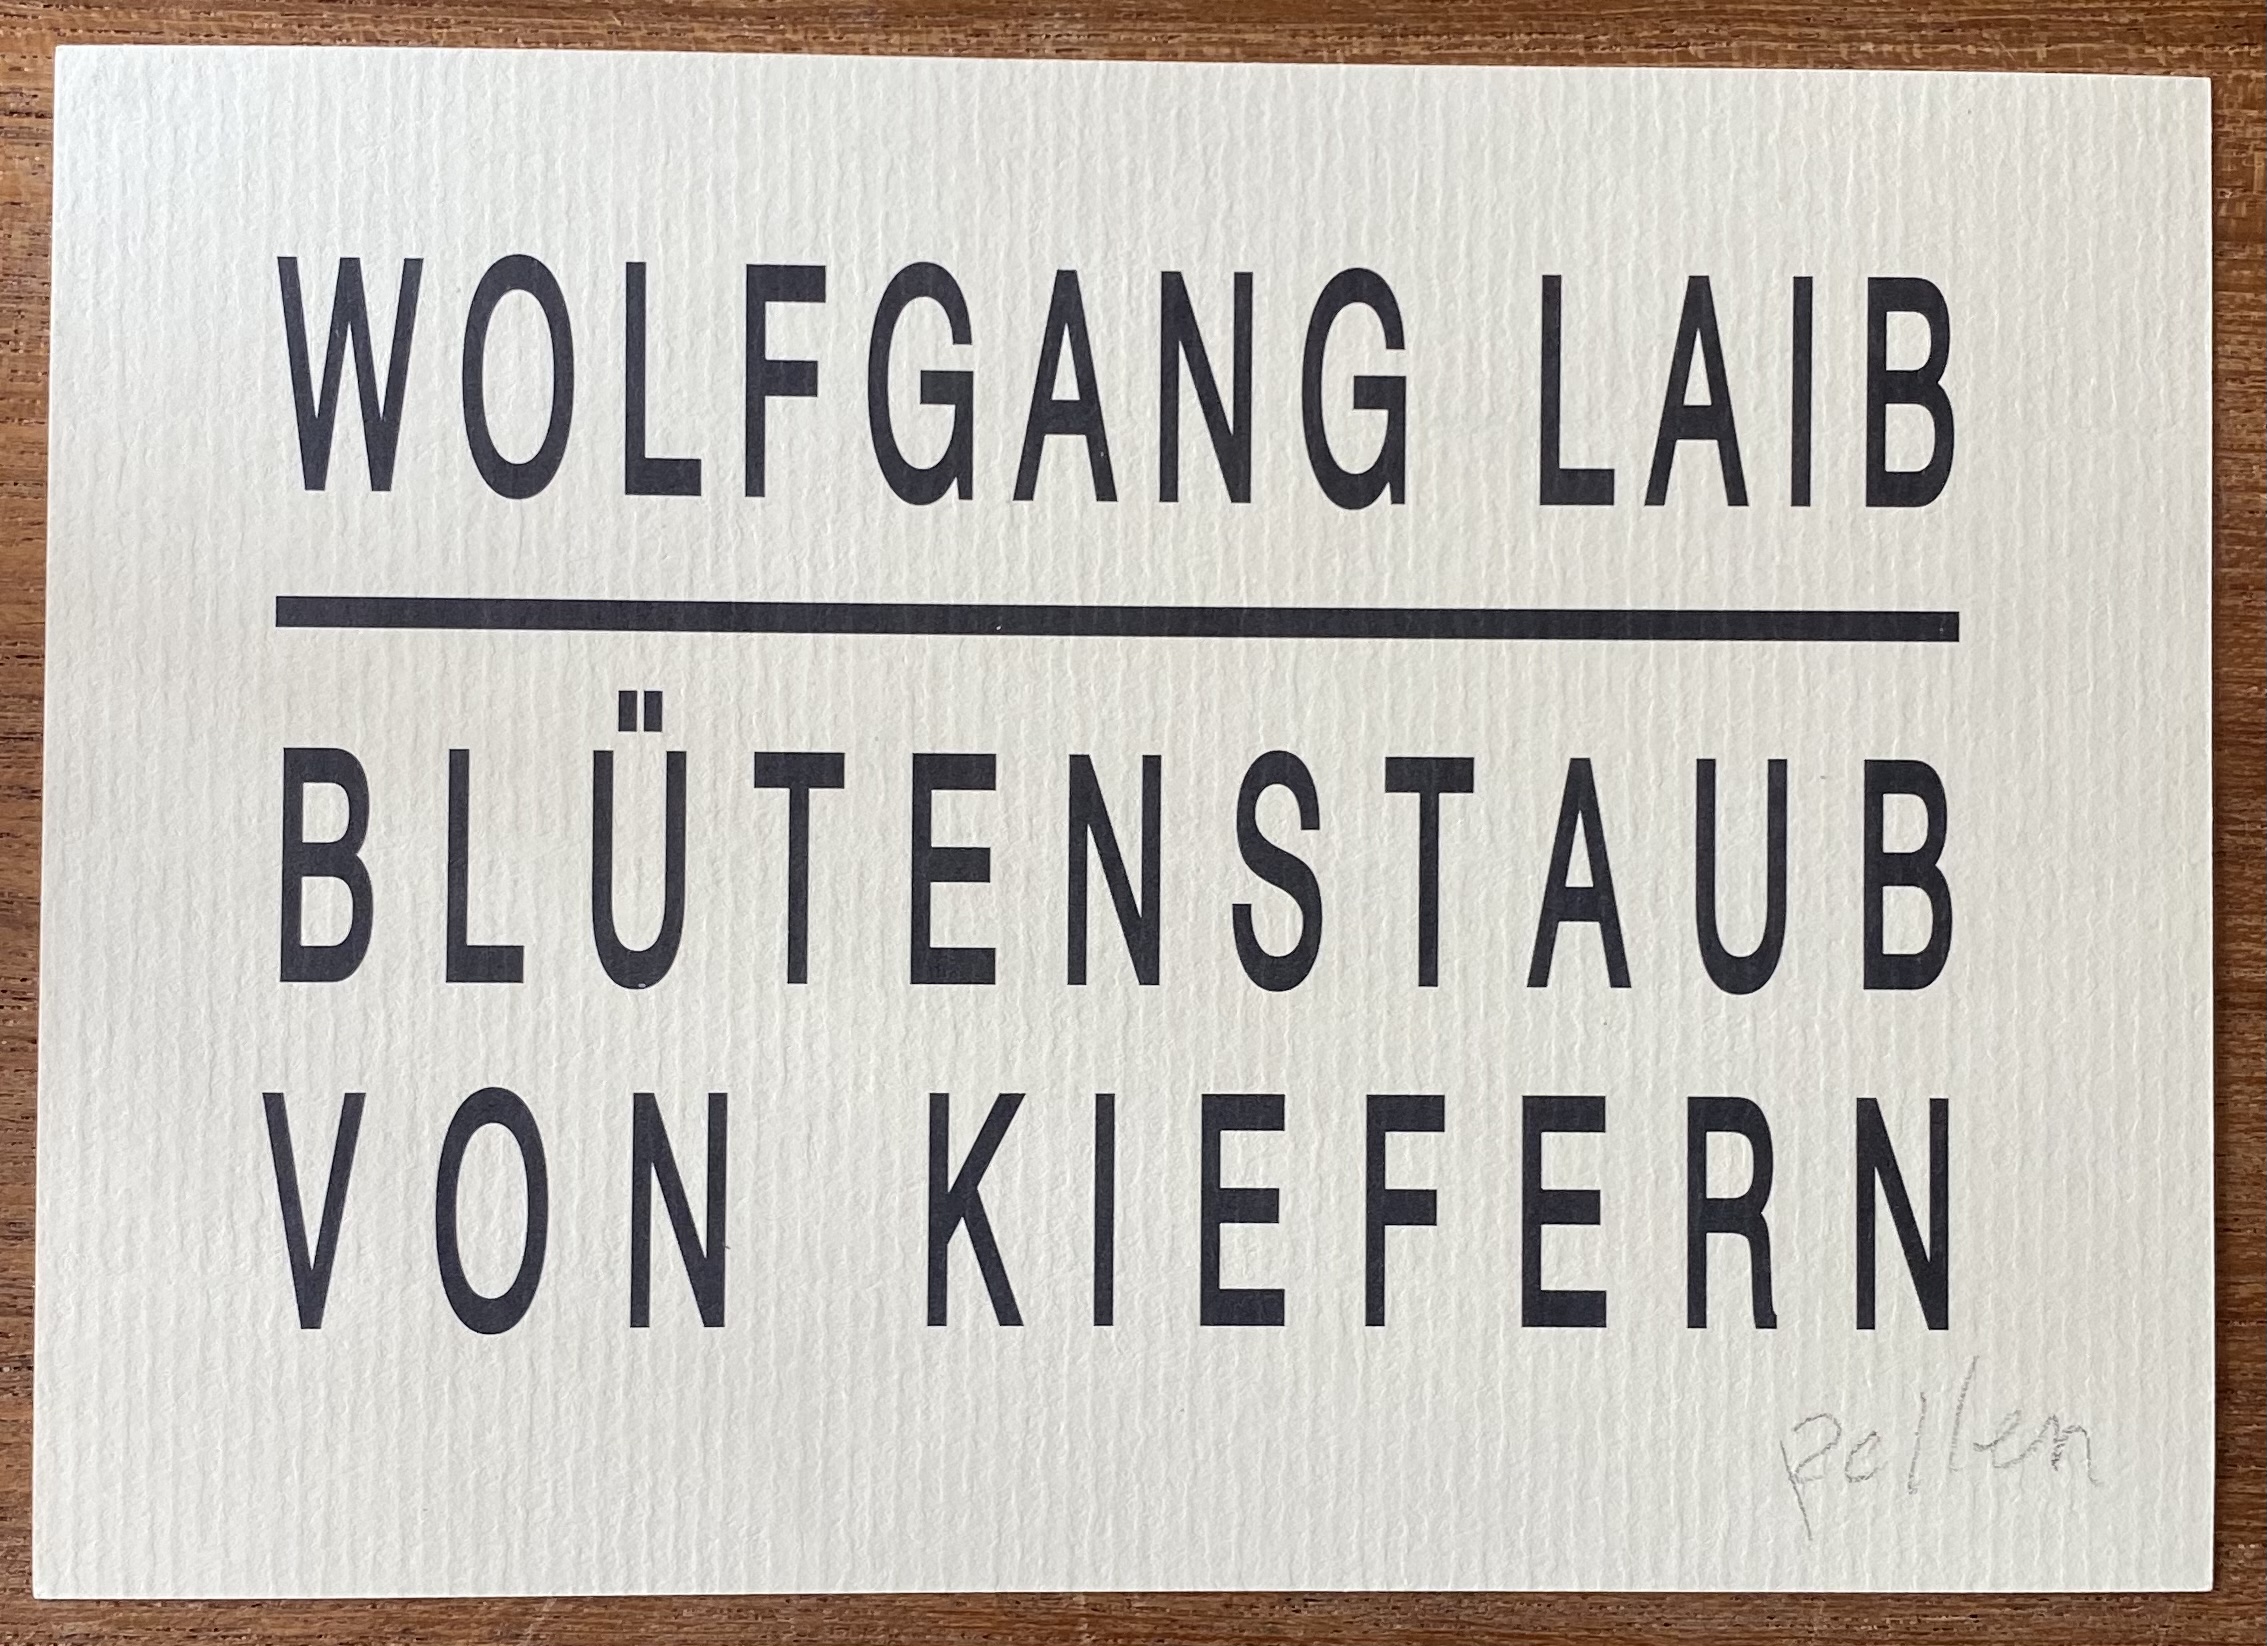 WOLFGANG LAIB
BLÜTENSTAUB
VON KIEFERN
pollen